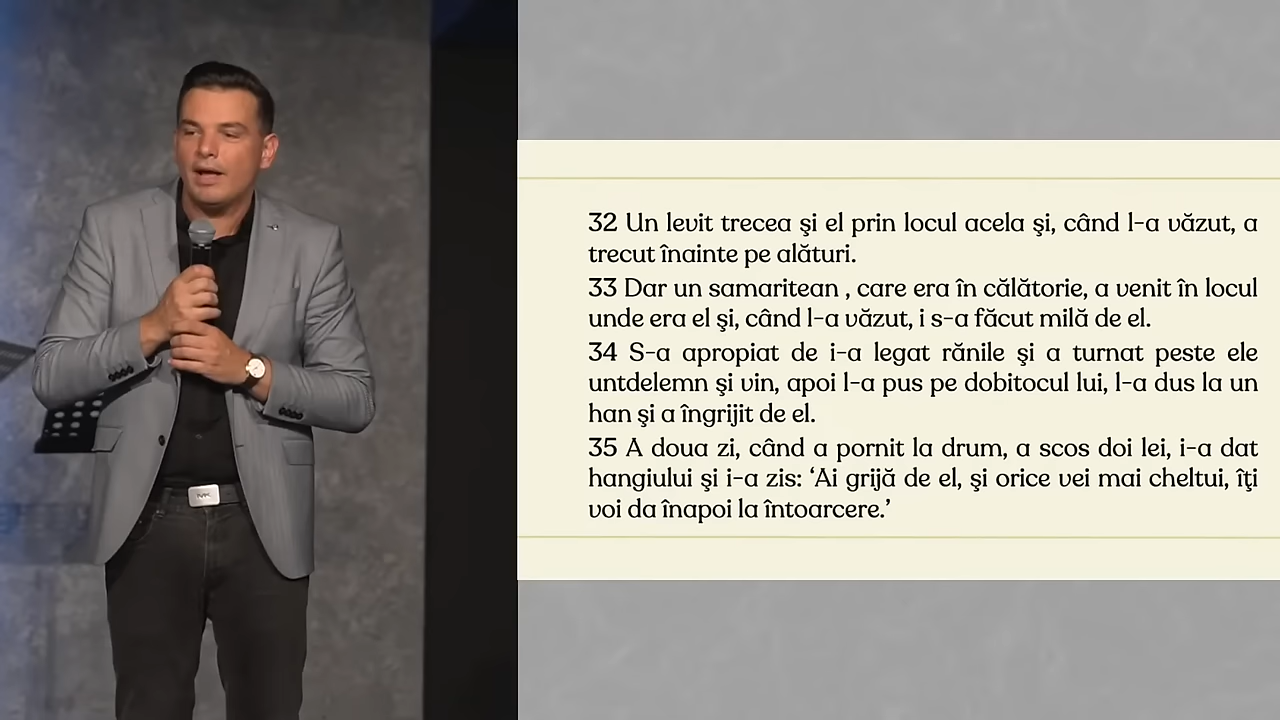 32 Un levit trecea şi el prin locul acela şi, când l-a văzut, a
trecut înainte pe alături.
33 Dar un samaritean , care era în călătorie, a venit în locul
unde era el şi, când l-a văzut, i s-a făcut milă de el.
34 S-a apropiat de i-a legat rănile şi a turnat peste ele
untdelemn şi vin, apoi l-a pus pe dobitocul lui, l-a dus la un
han şi a îngrijit de el.
35 A doua zi, când a pornit la drum, a scos doi lei, i-a dat
hangiului şi i-a zis: ‘Ai grijă de el, şi orice vei mai cheltui, îţi
voi da înapoi la întoarcere.’